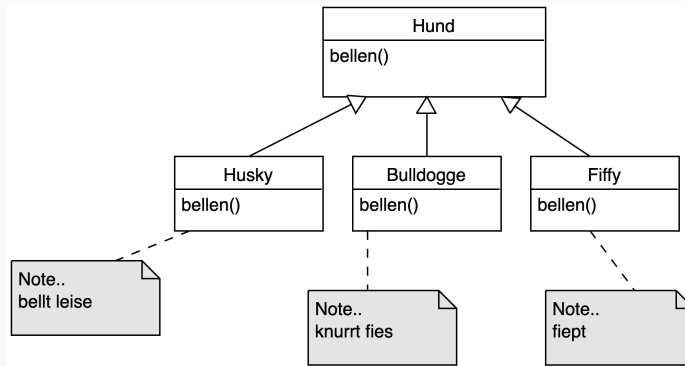 Hund
bellen()
Husky
bellen()
Bulldogge
bellen()
Fiffy
bellen()
Note..
bellt leise
Note..
knurrt fies
Note..
fiept